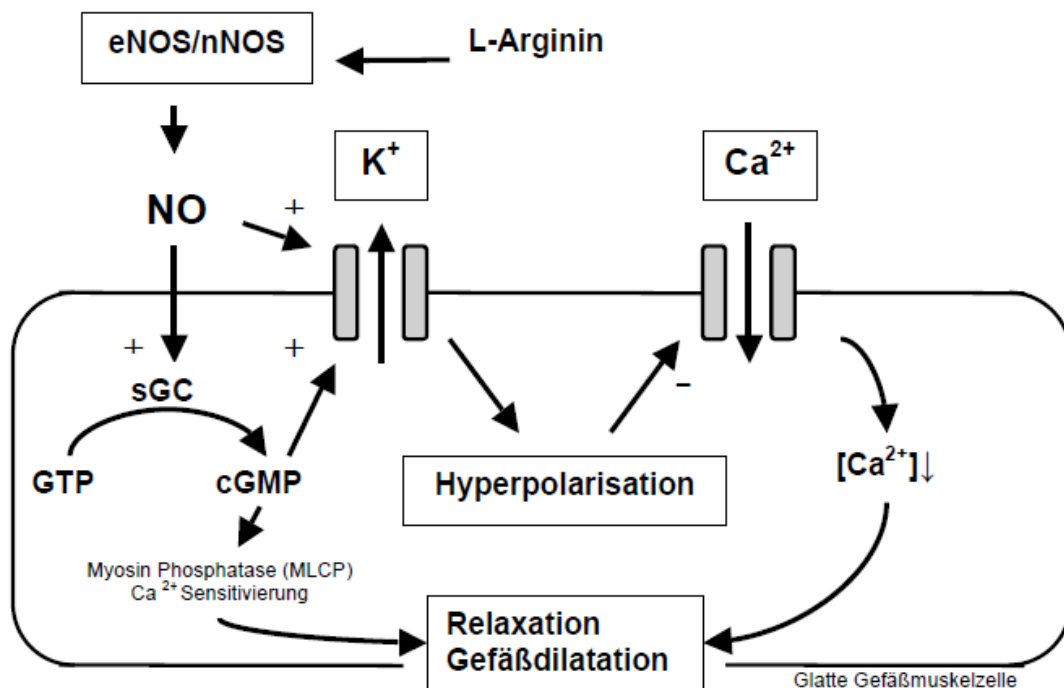 eNOS/nNOS
L-Arginin
K+
Ca2+
NO
+
+
+
sGC
–
GTP
cGMP
Hyperpolarisation
[Ca2+]↓
Myosin Phosphatase (MLCP)
Ca 2+ Sensitivierung
Relaxation
Gefäßdilatation
Glatte Gefäßmuskelzelle